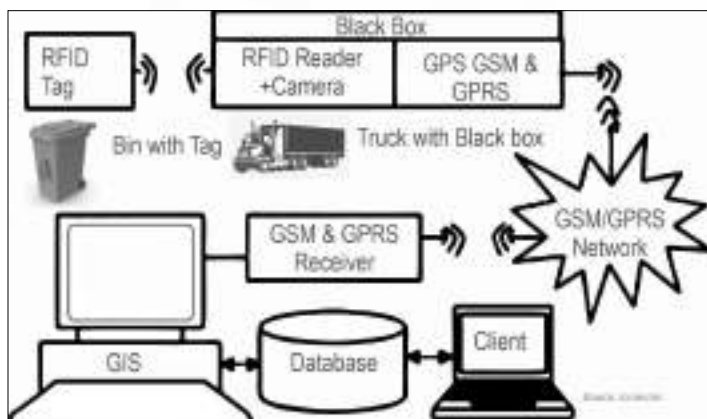 Black Box
RFID
Tag
RFID Reader
+Camera
GPS GSM &
GPRS
Bin with Tag
Truck with Black box
GSM & GPRS
Receiver
GSM/GPRS
Network
GIS
Database
Client